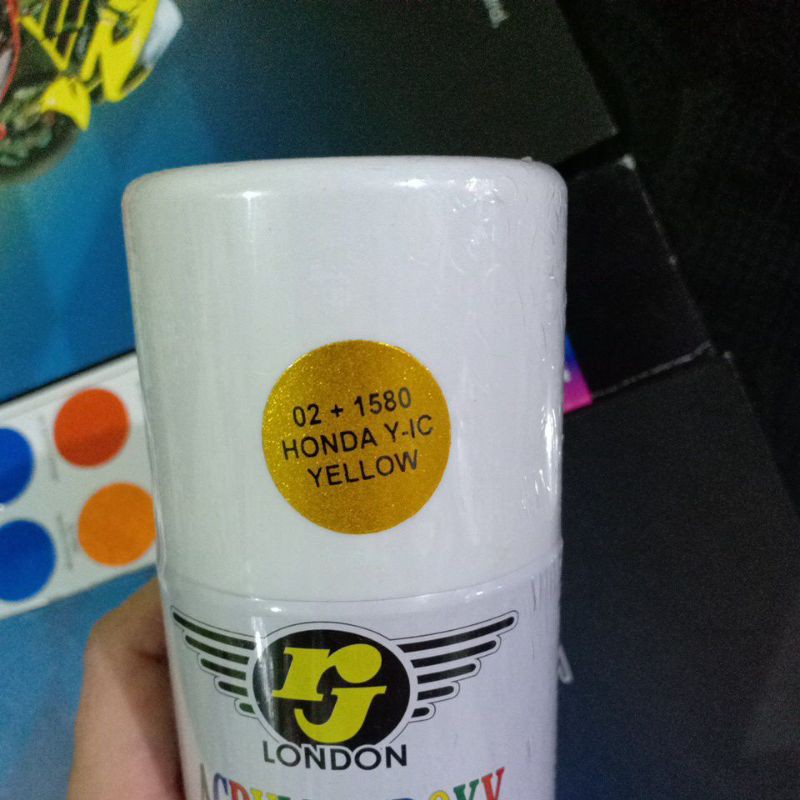 02 + 1580
HONDA Y-IC
YELLOW
rJ
LONDON